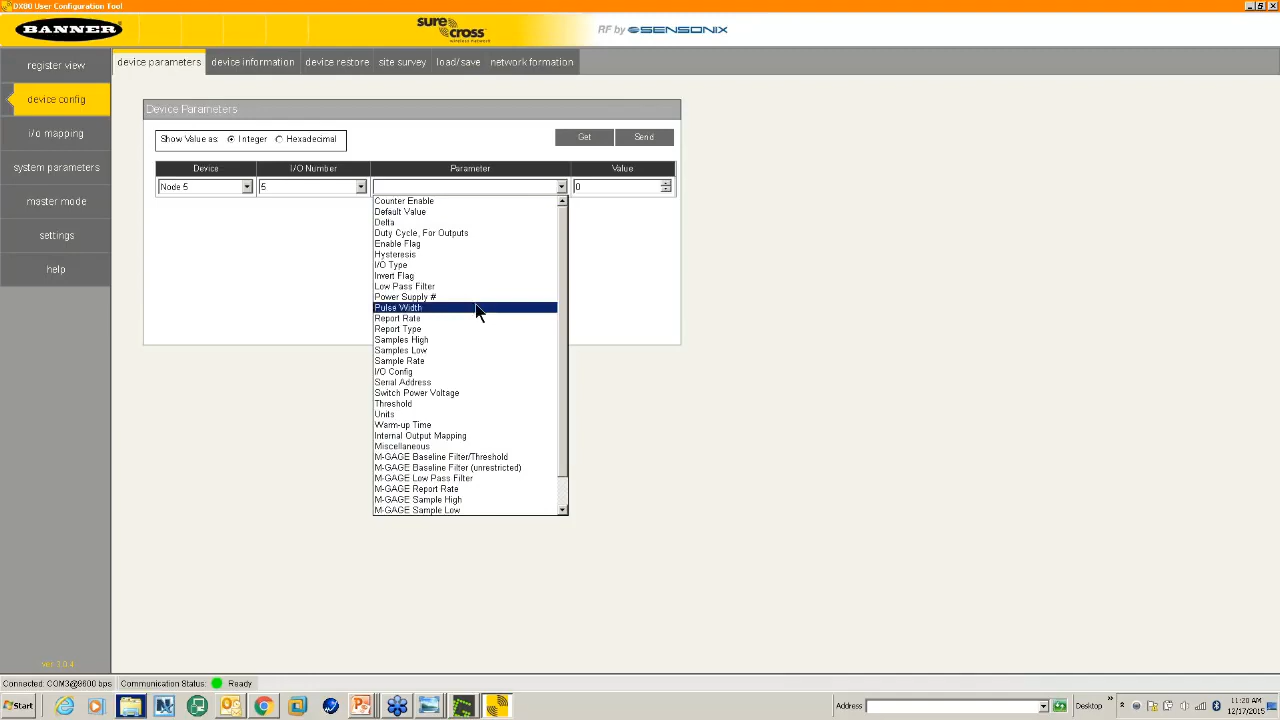 DX80 User Configuration Tool
BANNER
sure cross
wireless network
RF by SENSONIX
register view
device config
i/o mapping
system parameters
master mode
settings
help
ver 3.0.4
device parameters
device information
device restore
site survey
load/save
network formation
Device Parameters
Show Value as: Integer Hexadecimal
Get
Send
Device
I/O Number
Parameter
Value
Node 5
5
0
Counter Enable
Default Value
Delta
Duty Cycle, For Outputs
Enable Flag
Hysteresis
I/O Type
Invert Flag
Low Pass Filter
Power Supply #
Pulse Width
Report Rate
Report Type
Samples High
Samples Low
Sample Rate
I/O Config
Serial Address
Switch Power Voltage
Threshold
Units
Warm-up Time
Internal Output Mapping
Miscellaneous
M-GAGE Baseline Filter/Threshold
M-GAGE Baseline Filter (unrestricted)
M-GAGE Low Pass Filter
M-GAGE Report Rate
M-GAGE Sample High
M-GAGE Sample Low
Connected: COM3@9600 bps
Communication Status: Ready
Start
Address
Desktop
11:20 AM
12/17/2015